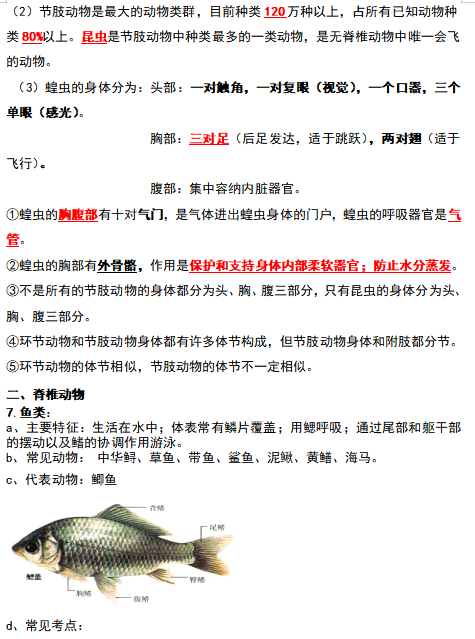 (2) 节肢动物是最大的动物类群，目前种类 120 万种以上，占所有已知动物种
类 80%以上。昆虫是节肢动物中种类最多的一类动物，是无脊椎动物中唯一会飞
的动物。
(3) 蝗虫的身体分为：头部：一对触角，一对复眼（视觉），一个口器，三个
单眼（感光）。
胸部：三对足（后足发达，适于跳跃），两对翅（适于
飞行）。
腹部：集中容纳内脏器官。
①蝗虫的胸腹部有十对气门，是气体进出蝗虫身体的门户，蝗虫的呼吸器官是气
管。
②蝗虫的胸部有外骨骼，作用是保护和支持身体内部柔软器官；防止水分蒸发。
③不是所有的节肢动物的身体都分为头、胸、腹三部分，只有昆虫的身体分为头、
胸、腹三部分。
④环节动物和节肢动物身体都有许多体节构成，但节肢动物身体和附肢都分节。
⑤环节动物的体节相似，节肢动物的体节不一定相似。
二、脊椎动物
7.鱼类：
a、主要特征：生活在水中；体表常有鳞片覆盖；用鳃呼吸；通过尾部和躯干部
的摆动以及鳍的协调作用游泳。
b、常见动物： 中华鲟、草鱼、带鱼、鲨鱼、泥鳅、黄鳝、海马。
c、代表动物：鲫鱼
背鳍
尾鳍
鳃盖
臀鳍
胸鳍
腹鳍
d、常见考点：